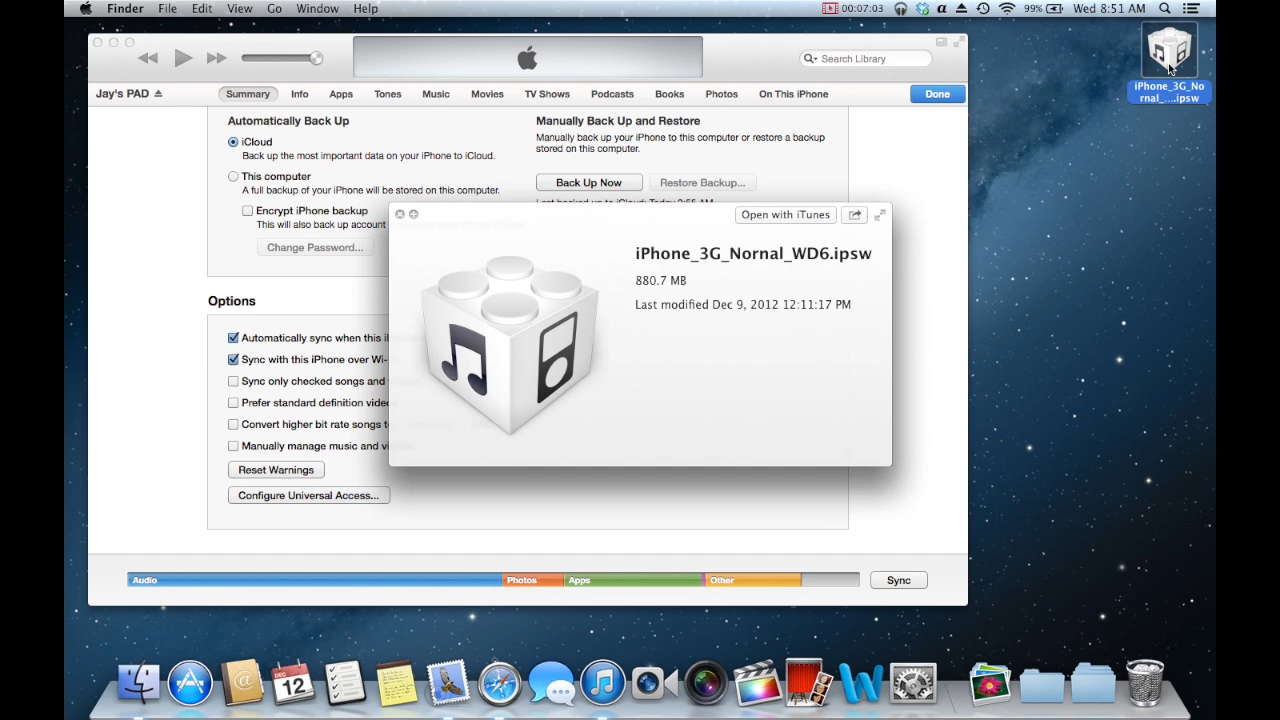 Finder File Edit View Go Window Help 00:07:03 99% Wed 8:51 AM
Search Library
Jay's PAD Summary Info Apps Tones Music Movies TV Shows Podcasts Books Photos On This iPhone Done
iPhone_3G_No
rnal_....ipsw
Automatically Back Up
iCloud
Back up the most important data on your iPhone to iCloud.
This computer
A full backup of your iPhone will be stored on this computer.
Encrypt iPhone backup
This will also back up account
Change Password...
Manually Back Up and Restore
Manually back up your iPhone to this computer or restore a backup
stored on this computer.
Back Up Now Restore Backup...
Open with iTunes
iPhone_3G_Nornal_WD6.ipsw
880.7 MB
Last modified Dec 9, 2012 12:11:17 PM
Options
Automatically sync when this
Sync with this iPhone over Wi-
Sync only checked songs and
Prefer standard definition
Convert higher bit rate songs
Manually manage music and
Reset Warnings
Configure Universal Access...
Audio Photos Apps Other Sync
DEC
12